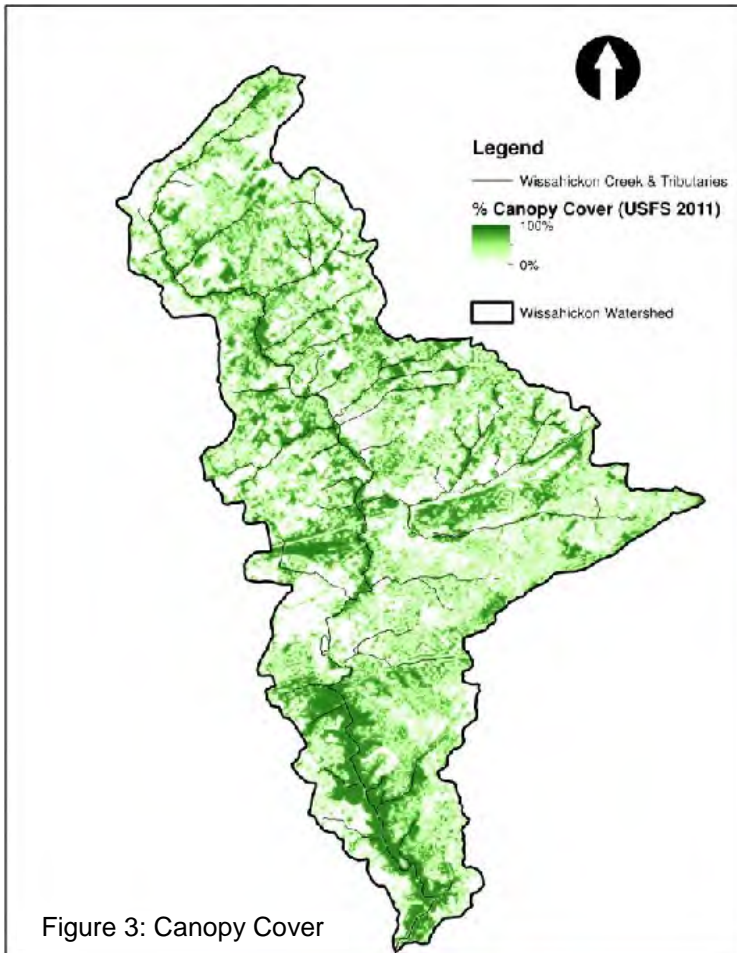 Legend
Wissahickon Creek & Tributaries
% Canopy Cover (USFS 2011)
100%
0%
Wissahickon Watershed
Figure 3: Canopy Cover